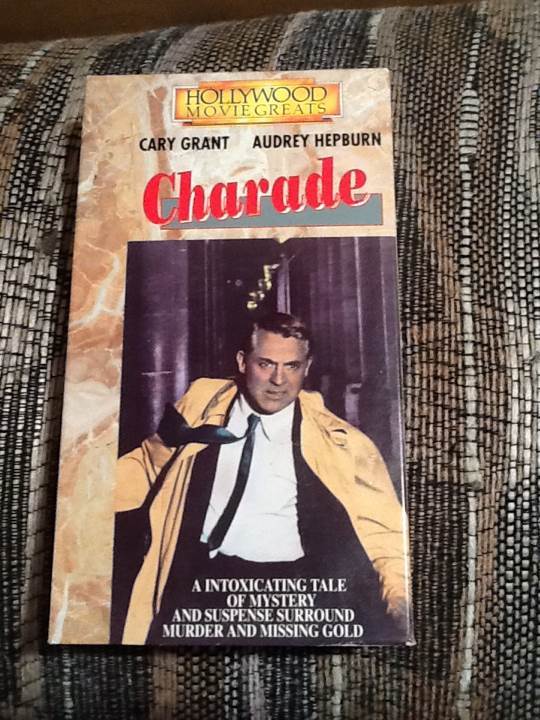 HOLLYWOOD
MOVIE GREATS
CARY GRANT AUDREY HEPBURN
Charade
A INTOXICATING TALE
OF MYSTERY
AND SUSPENSE SURROUND
MURDER AND MISSING GOLD